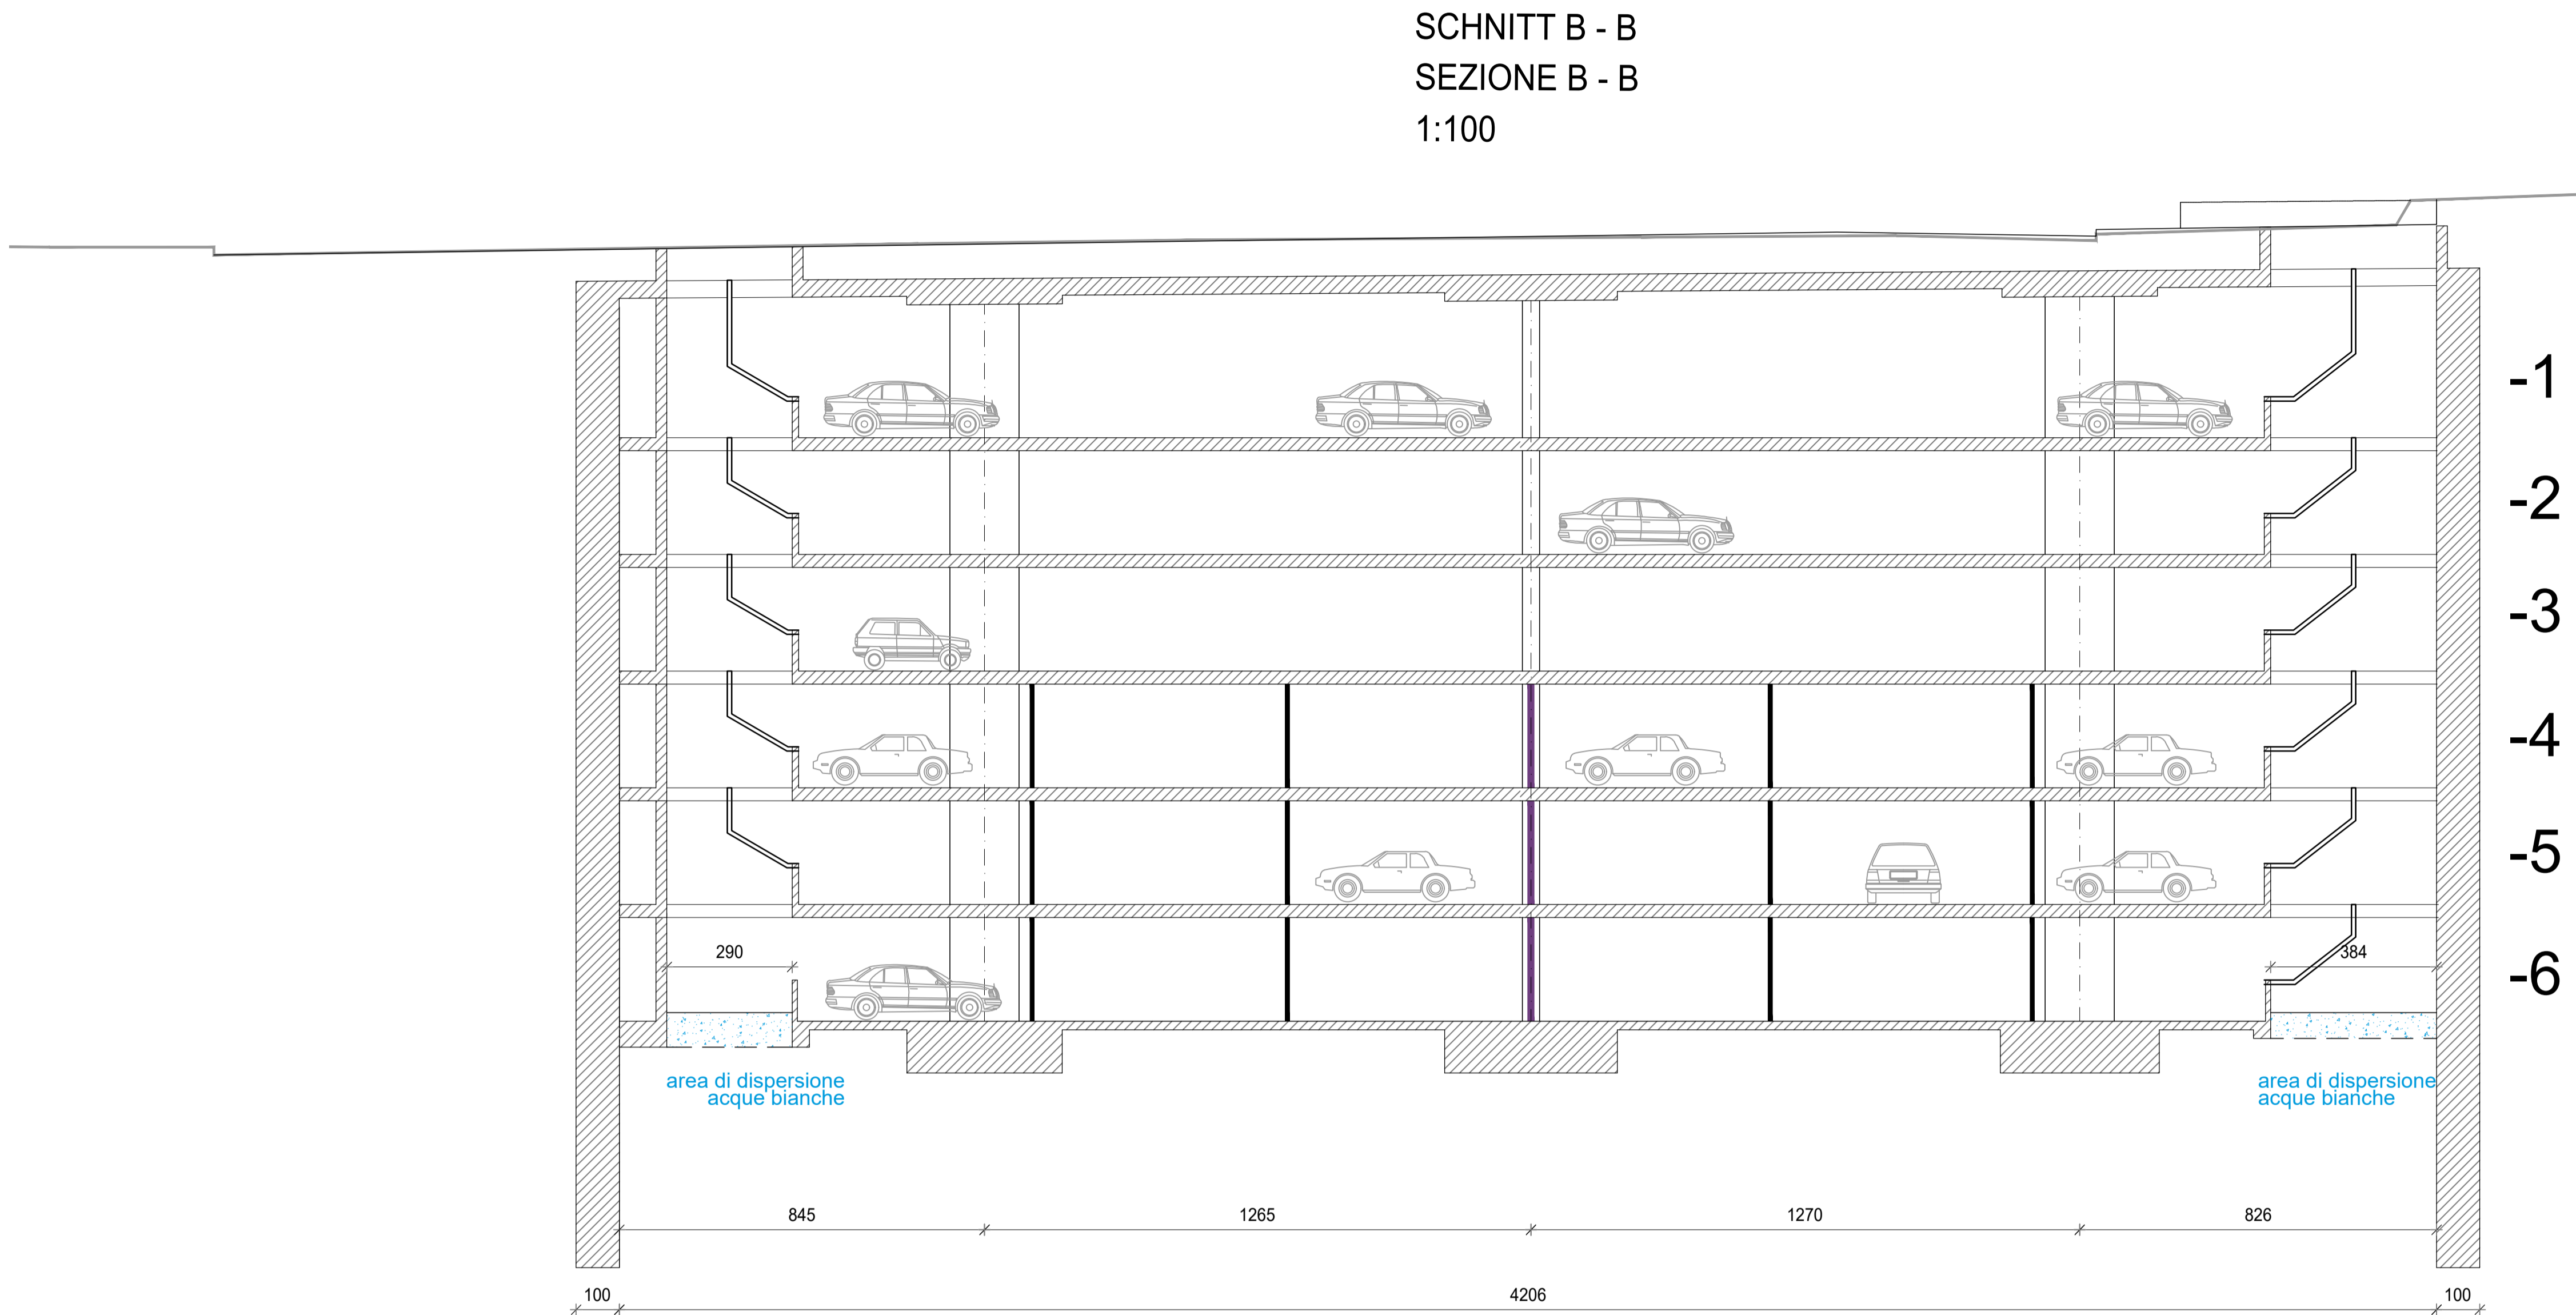 SCHNITT B - B
SEZIONE B - B
1:100
-1
-2
-3
-4
-5
290
384
-6
area di dispersione
acque bianche
area di dispersione
acque bianche
845
1265
1270
826
100
4206
100